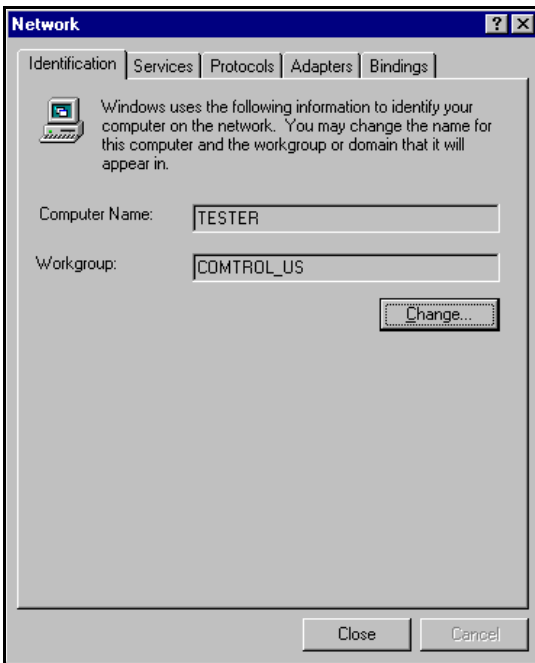 Network
Identification Services Protocols Adapters Bindings
Windows uses the following information to identify your
computer on the network. You may change the name for
this computer and the workgroup or domain that it will
appear in.
Computer Name: TESTER
Workgroup: COMTROL_US
Change...
Close Cancel